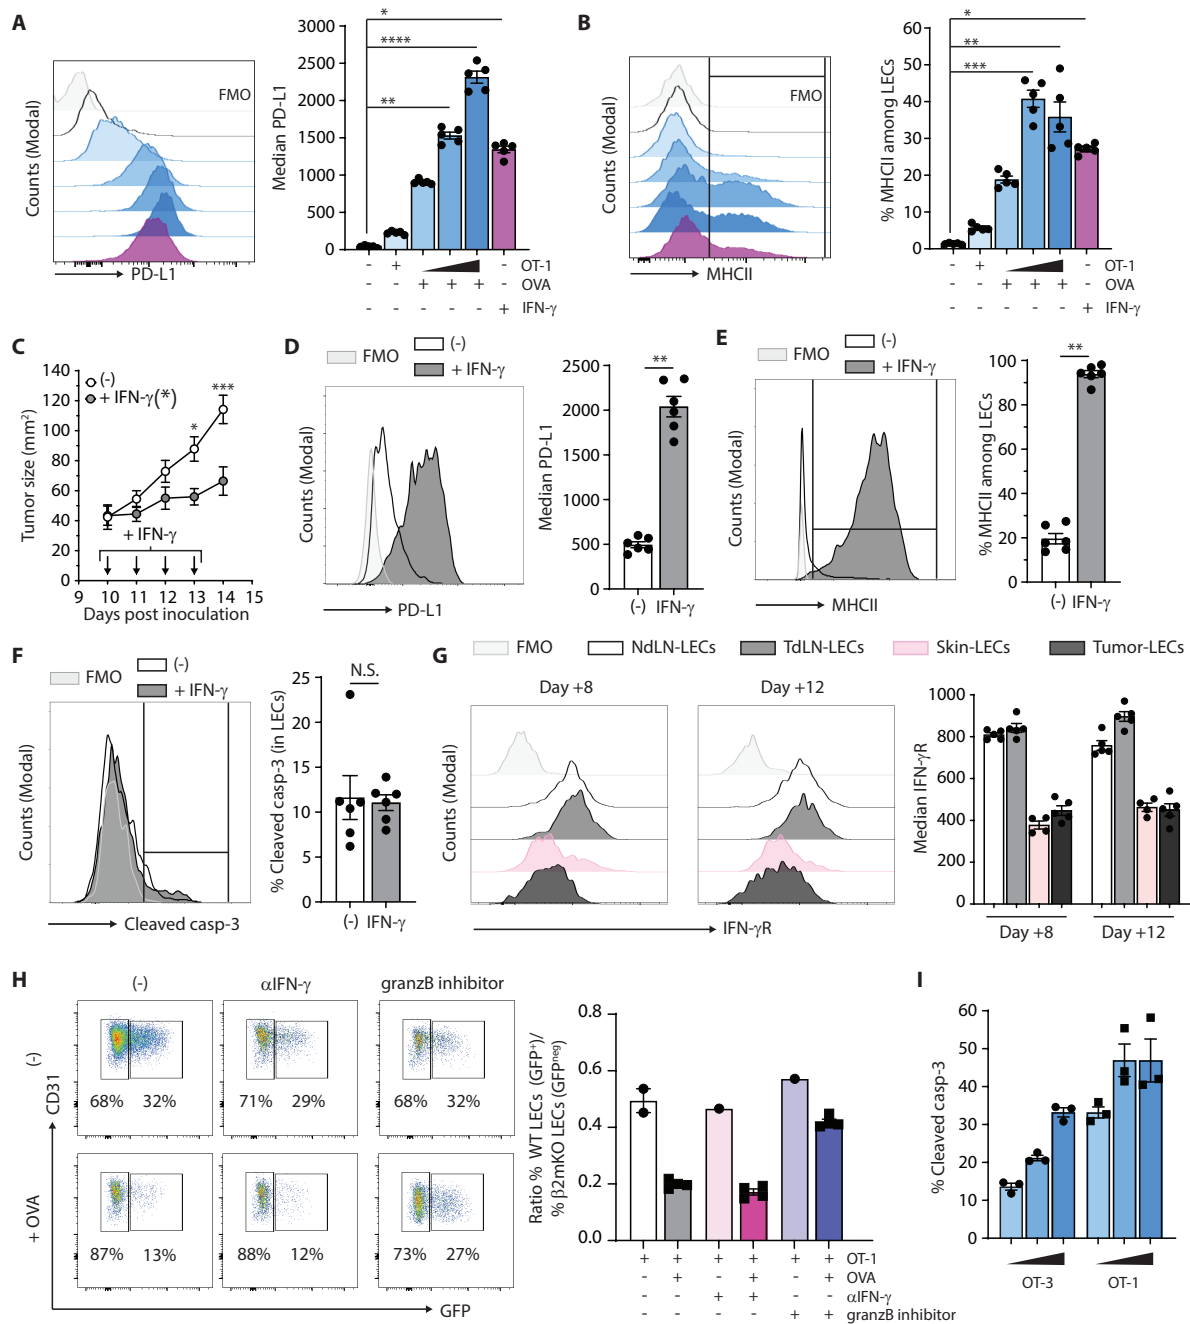 A
Counts (Modal)
FMO
PD-L1
Median PD-L1
3000
2500
2000
1500
1000
500
0
*
****
**
- + OT-1 -
- - + + + - OVA
- - - - - + IFN-γ
B
Counts (Modal)
FMO
MHCII
% MHCII among LECs
60
50
40
30
20
10
0
*
**
***
- + OT-1 -
- - + + + - OVA
- - - - - + IFN-γ
C
Tumor size (mm²)
140
120
100
80
60
40
20
0
(-)
+ IFN-γ(*)
***
*
+ IFN-γ
9 10 11 12 13 14 15
Days post inoculation
D
FMO
(-)
+ IFN-γ
Counts (Modal)
PD-L1
Median PD-L1
2500
2000
1500
1000
500
0
**
(-) IFN-γ
E
FMO
(-)
+ IFN-γ
Counts (Modal)
MHCII
% MHCII among LECs
100
80
60
40
20
0
**
(-) IFN-γ
F
FMO
(-)
+ IFN-γ
Counts (Modal)
Cleaved casp-3
% Cleaved casp-3 (in LECs)
25
20
15
10
5
0
N.S.
(-) IFN-γ
G
FMO NdLN-LECs TdLN-LECs Skin-LECs Tumor-LECs
Day +8 Day +12
Counts (Modal)
IFN-γR
Median IFN-γR
1000
800
600
400
200
0
Day +8 Day +12
H
(-) αIFN-γ granzB inhibitor
(-)
68% 32% 71% 29% 68% 32%
+ OVA
87% 13% 88% 12% 73% 27%
CD31
GFP
Ratio % WT LECs (GFP⁺)/
% β2mKO LECs (GFPⁿᵉᵍ)
0.8
0.6
0.4
0.2
0.0
+ + + + + + OT-1
- + - + - + OVA
- - + + - - αIFN-γ
- - - - + + granzB inhibitor
I
% Cleaved casp-3
60
50
40
30
20
10
0
OT-3 OT-1